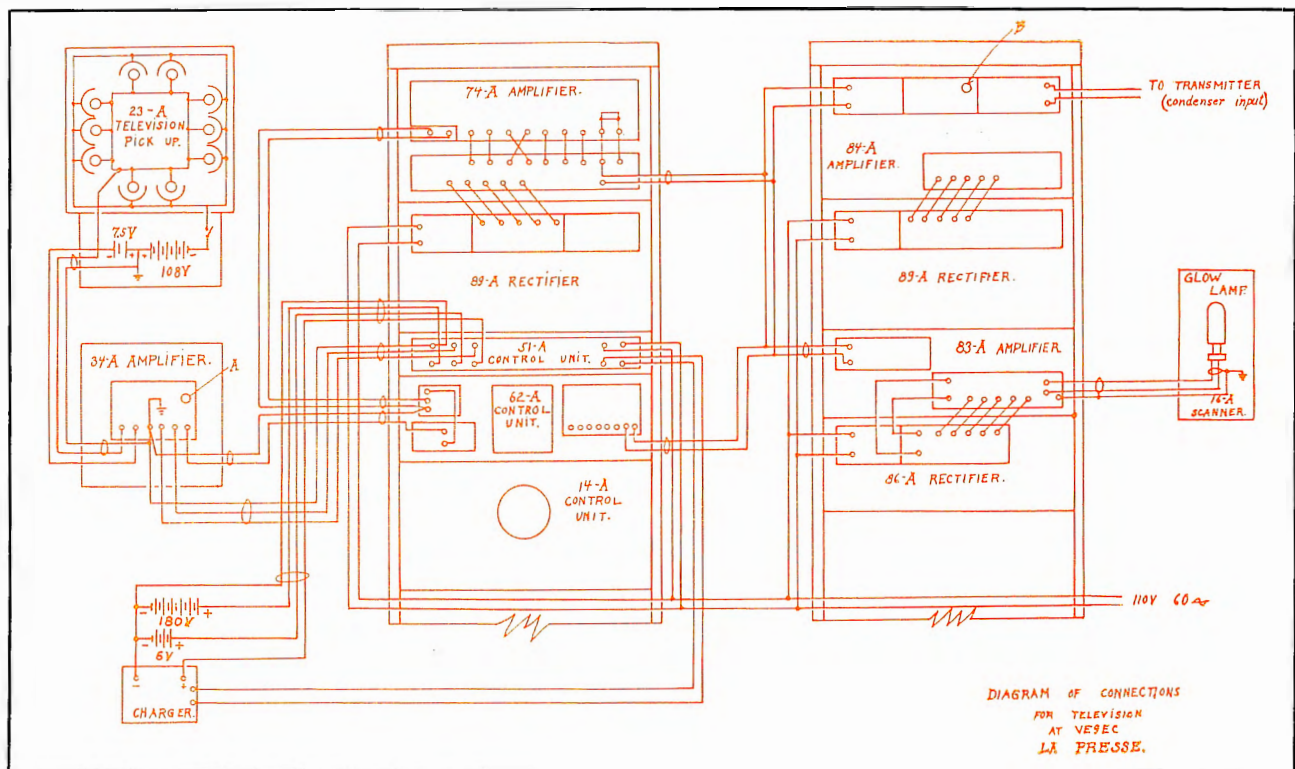 23-A
TELEVISION
PICK UP.
7.5V
- +
+ -
108V
34-A AMPLIFIER.
A
- +
180V
- +
6V
- +
CHARGER.
74-A AMPLIFIER.
89-A RECTIFIER
51-A
CONTROL UNIT.
62-A
CONTROL
UNIT.
14-A
CONTROL
UNIT.
B
84-A
AMPLIFIER.
89-A RECTIFIER.
83-A AMPLIFIER
86-A RECTIFIER.
TO TRANSMITTER
(condenser input)
GLOW
LAMP.
16-A
SCANNER.
110V 60~
DIAGRAM OF CONNECTIONS
FOR TELEVISION
AT VE9EC
LA PRESSE.